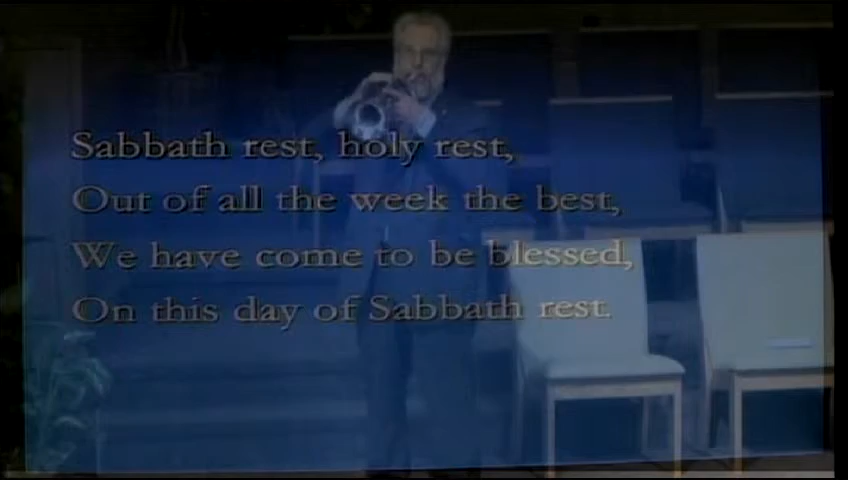 Sabbath rest, holy rest,
Out of all the week the best,
We have come to be blessed,
On this day of Sabbath rest.